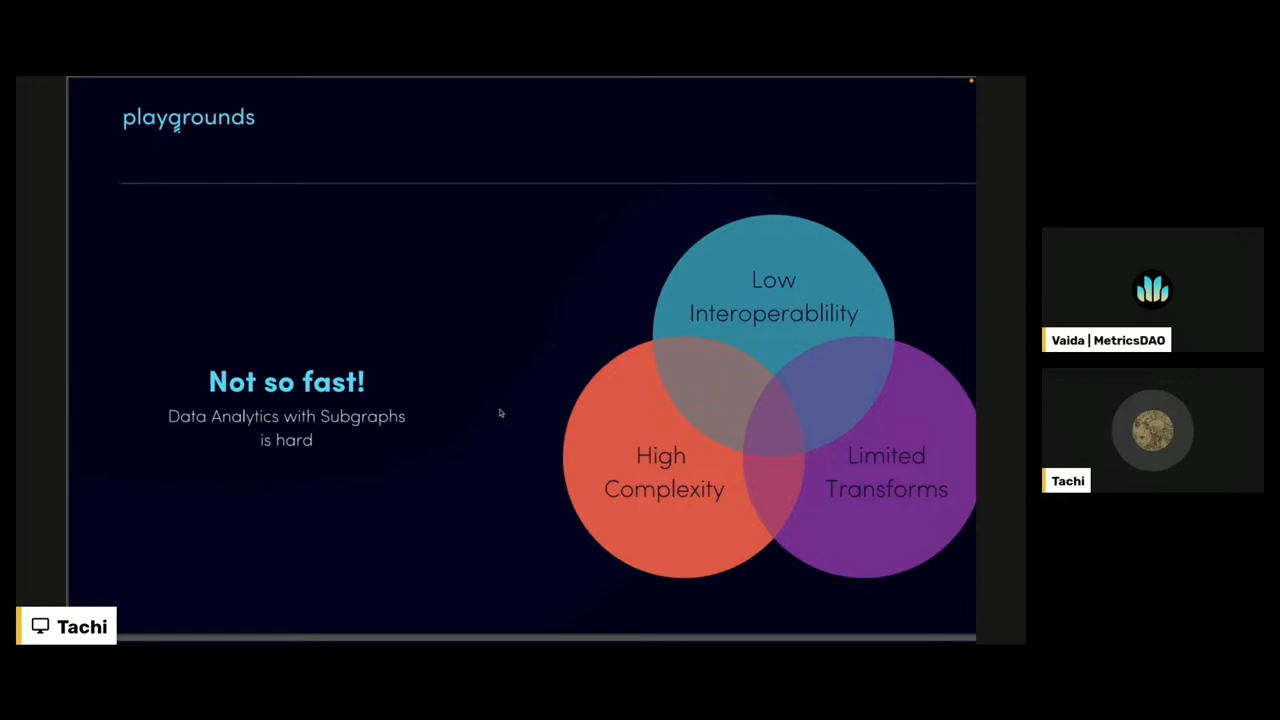 playgrounds
Not so fast!
Data Analytics with Subgraphs
is hard
Low
Interoperablility
High
Complexity
Limited
Transforms
Vaida | MetricsDAO
Tachi
Tachi